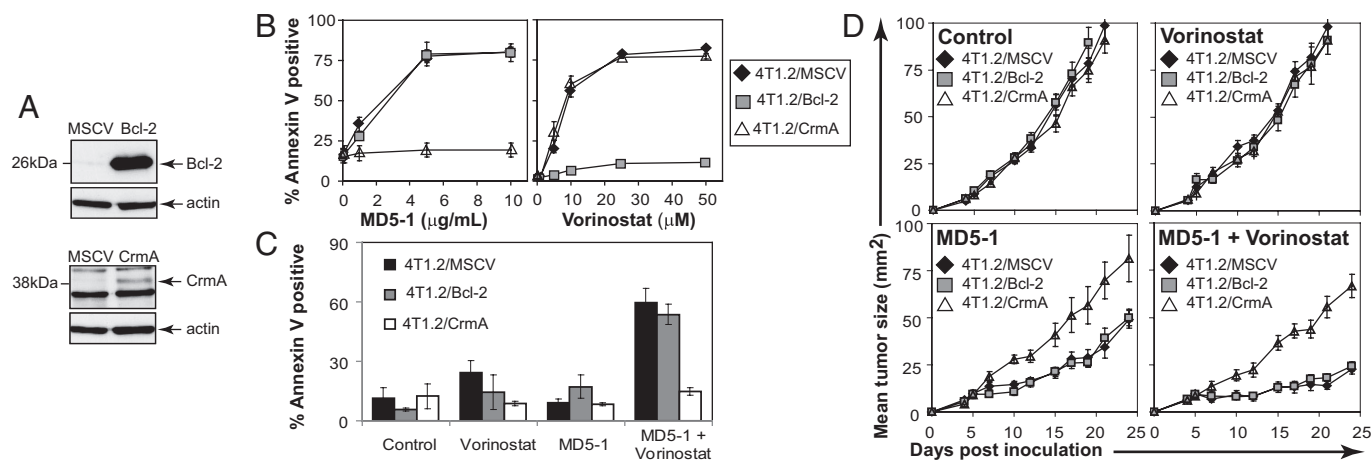 A
MSCV Bcl-2
26kDa
Bcl-2
actin
MSCV CrmA
38kDa
CrmA
actin
B
% Annexin V positive
100
75
50
25
0
0 2 4 6 8 10
MD5-1 (µg/mL)
0 10 20 30 40 50
Vorinostat (µM)
4T1.2/MSCV
4T1.2/Bcl-2
4T1.2/CrmA
C
% Annexin V positive
90
60
30
0
4T1.2/MSCV
4T1.2/Bcl-2
4T1.2/CrmA
Control
Vorinostat
MD5-1
MD5-1 +
Vorinostat
D
Mean tumor size (mm²)
100
75
50
25
0
Control
4T1.2/MSCV
4T1.2/Bcl-2
4T1.2/CrmA
Vorinostat
4T1.2/MSCV
4T1.2/Bcl-2
4T1.2/CrmA
100
75
50
25
0
MD5-1
4T1.2/MSCV
4T1.2/Bcl-2
4T1.2/CrmA
MD5-1 + Vorinostat
4T1.2/MSCV
4T1.2/Bcl-2
4T1.2/CrmA
0 5 10 15 20 25
0 5 10 15 20 25
Days post inoculation